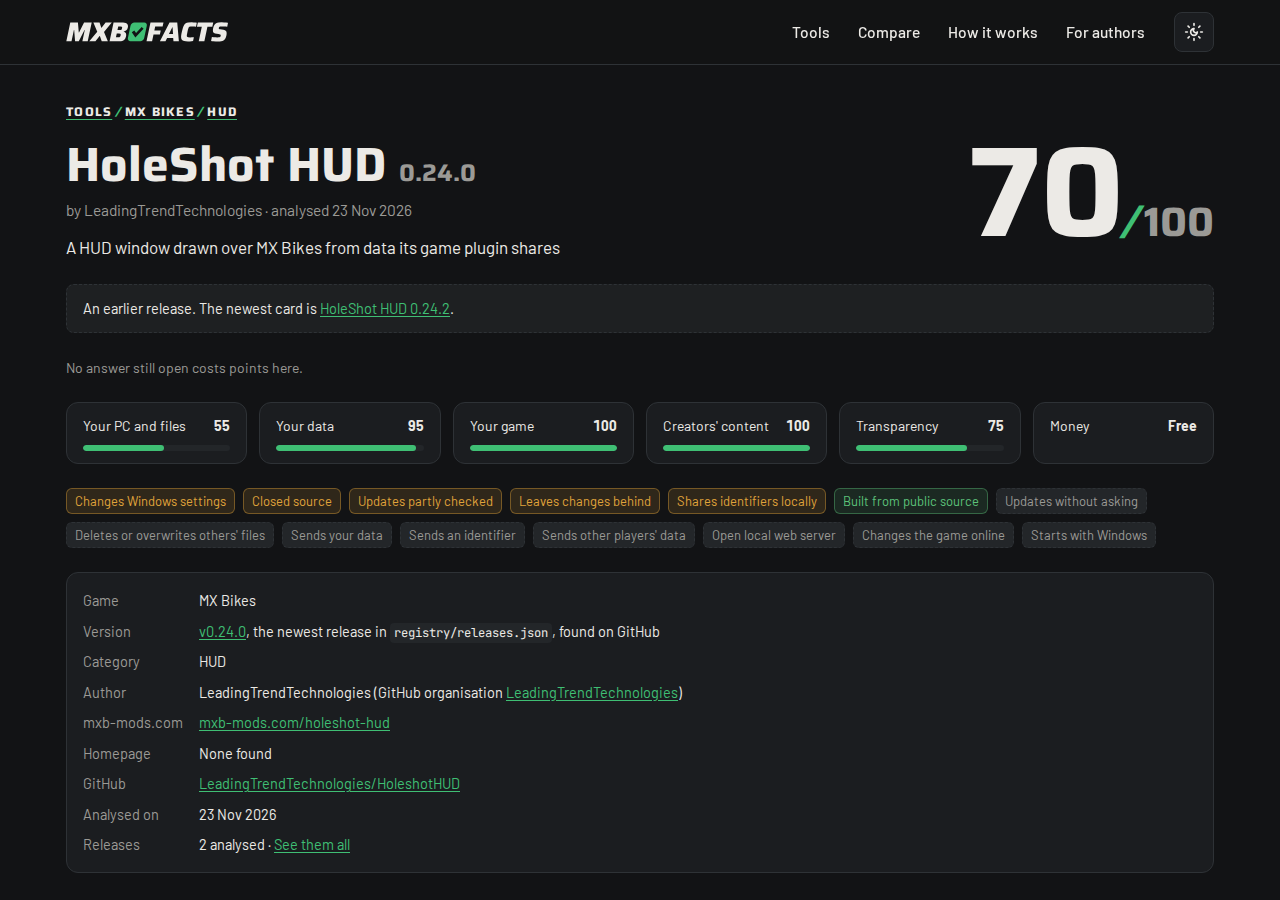 MXB FACTS
Tools
Compare
How it works
For authors
TOOLS / MX BIKES / HUD
HoleShot HUD 0.24.0
70/100
by LeadingTrendTechnologies · analysed 23 Nov 2026
A HUD window drawn over MX Bikes from data its game plugin shares
An earlier release. The newest card is HoleShot HUD 0.24.2.
No answer still open costs points here.
Your PC and files 55
Your data 95
Your game 100
Creators' content 100
Transparency 75
Money Free
Changes Windows settings
Closed source
Updates partly checked
Leaves changes behind
Shares identifiers locally
Built from public source
Updates without asking
Deletes or overwrites others' files
Sends your data
Sends an identifier
Sends other players' data
Open local web server
Changes the game online
Starts with Windows
Game MX Bikes
Version v0.24.0, the newest release in registry/releases.json, found on GitHub
Category HUD
Author LeadingTrendTechnologies (GitHub organisation LeadingTrendTechnologies)
mxb-mods.com mxb-mods.com/holeshot-hud
Homepage None found
GitHub LeadingTrendTechnologies/HoleshotHUD
Analysed on 23 Nov 2026
Releases 2 analysed · See them all